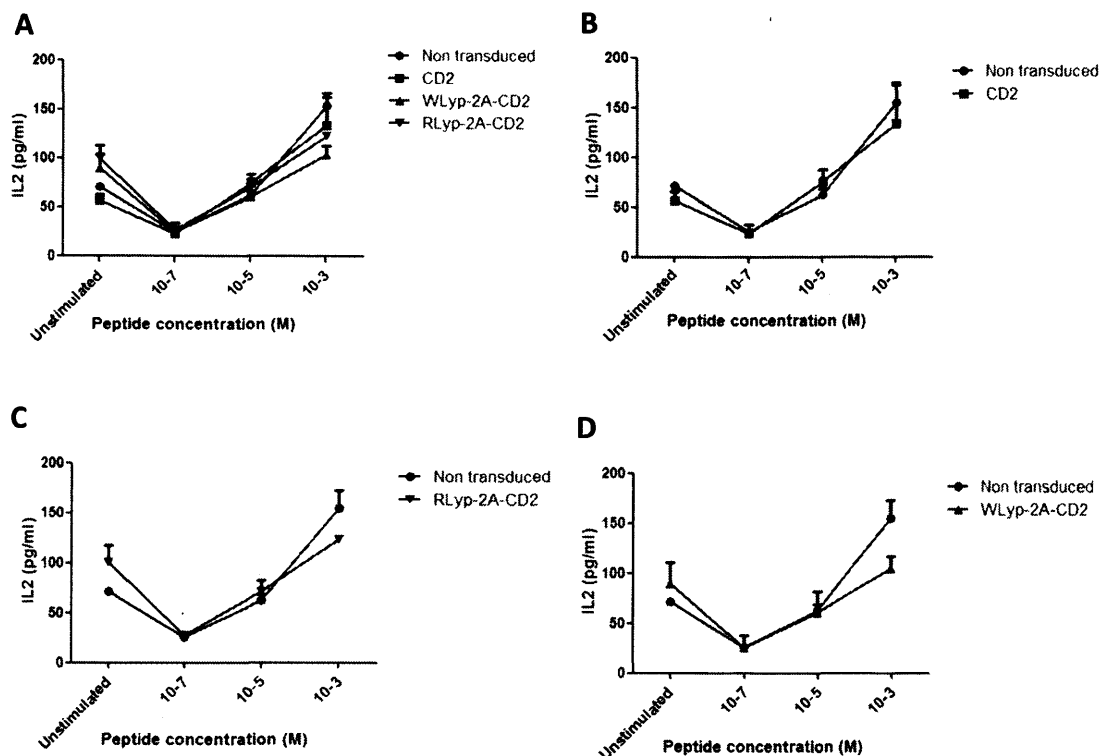 A
IL2 (pg/ml)
200
150
100
50
0
Unstimulated
10-7
10-5
10-3
Peptide concentration (M)
Non transduced
CD2
WLyp-2A-CD2
RLyp-2A-CD2
B
IL2 (pg/ml)
200
150
100
50
0
Unstimulated
10-7
10-5
10-3
Peptide concentration (M)
Non transduced
CD2
C
IL2 (pg/ml)
200
150
100
50
0
Unstimulated
10-7
10-5
10-3
Peptide concentration (M)
Non transduced
RLyp-2A-CD2
D
IL2 (pg/ml)
200
150
100
50
0
Unstimulated
10-7
10-5
10-3
Peptide concentration (M)
Non transduced
WLyp-2A-CD2